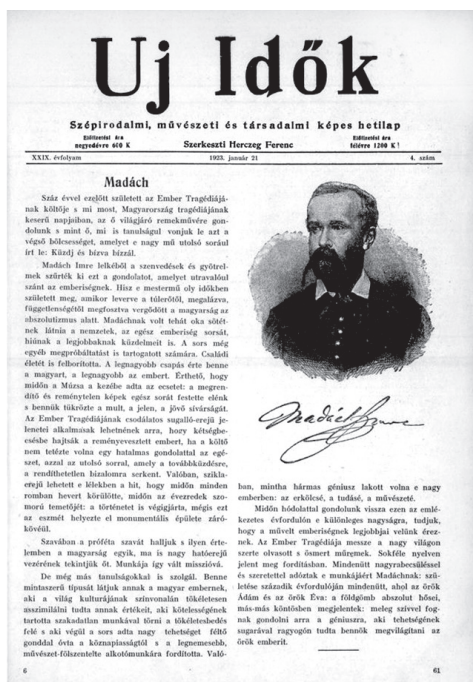 Uj Idők
Szépirodalmi, művészeti és társadalmi képes hetilap
Előfizetési ára
negyedévre 600 K
Szerkeszti Herczeg Ferenc
Előfizetési ára
félévre 1200 K!
XXIX. évfolyam
1923. január 21
4. szám
Madách
Száz évvel ezelőtt született az Ember Tragédiájá-
nak költője s mi most, Magyarország tragédiájának
keserű napjaiban, az ő világjáró remekművére gon-
dolunk s mint ő, mi is tanulságul vonjuk le azt a
végső bölcsességet, amelyet e nagy mű utolsó sorául
írt le: Küzdj és bízva bízzál.
Madách Imre lelkéből a szenvedések és gyötrel-
mek szűrték ki ezt a gondolatot, amelyet útravalóul
szánt az emberiségnek. Hisz e mestermű oly időkben
született meg, amikor leverve a túlerőtől, megalázva,
függetlenségétől megfosztva vergődött a magyarság az
abszolutizmus alatt. Madáchnak volt tehát oka sötét-
nek látnia a nemzetek, az egész emberiség sorsát,
hiúnak a legjobbaknak küzdelmeit is. A sors még
egyéb megpróbáltatást is tartogatott számára. Családi
életét is felborította. A legnagyobb csapás érte benne
a magyart, a legnagyobb az embert. Érthető, hogy
midőn a Múzsa a kezébe adta az ecsetet: a megren-
dítő és reménytelen képek egész sorát festette elénk
s bennük tükrözte a mult, a jelen, a jövő sivárságát.
Az Ember Tragédiájának csodálatos sugalló-erejű je-
lenetei alkalmasak lehetnének arra, hogy kétségbe-
esésbe hajtsák a reményevesztett embert, ha a költő
nem tetézte volna egy hatalmas gondolattal az egé-
szet, azzal az utolsó sorral, amely a továbbküzdésre,
a rendíthetetlen bizalomra serkent. Valóban, szikla-
erejű lehetett e lélekben a hit, hogy midőn minden
romban hevert körülötte, midőn az évezredek szo-
morú temetőjét: a történetet is végigjárta, mégis ezt
az eszmét helyezte el monumentális épülete záró-
kövéül.
Szavában a próféta szavát halljuk s ilyen érte-
lemben a magyarság egyik, ma is nagy hatóerejű
vezérének tekintjük őt. Munkája így vált misszióvá.
De még más tanulságokkal is szolgál. Benne
mintaszerű típusát látjuk annak a magyar embernek,
aki a világ kulturájának színvonalán tökéletesen
asszimilálni tudta annak értékeit, aki kötelességének
tartotta szakadatlan munkával törni a tökéletesbedés
felé s aki végül a sors adta nagy tehetséget féltő
gonddal óvta a köznapiasságtól s a legnemesebb,
művészet-fölszentelte alkotómunkára fordította. Való-
6
Madách Imre
ban, mintha hármas géniusz lakott volna e nagy
emberben: az erkölcsé, a tudásé, a művészeté.
Midőn hódolattal gondolunk vissza ezen az emlé-
kezetes évfordulón e különleges nagyságra, tudjuk,
hogy a művelt emberiségnek legjobbjai velünk érez-
nek. Az Ember Tragédiája messze a nagy világon
szerte olvasott s ösmert műremek. Sokféle nyelven
jelent meg fordításban. Mindenütt nagyrabecsüléssel
és szeretettel adóztak e munkájáért Madáchnak: szü-
letése századik évfordulóján mindenütt, ahol az örök
Ádám és az örök Éva: a földgömb abszolut hősei,
más-más köntösben megjelentek: meleg szívvel fog-
nak gondolni arra a géniuszra, aki tehetségének
sugarával ragyogón tudta bennök megvilágítani az
örök emberit.
61